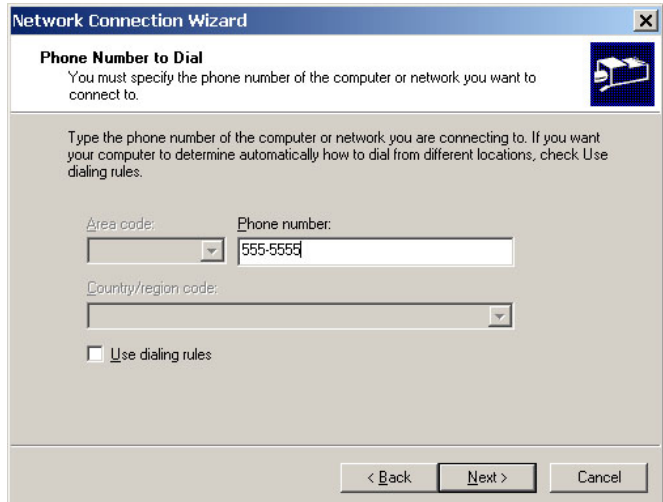 Network Connection Wizard
Phone Number to Dial
You must specify the phone number of the computer or network you want to
connect to.
Type the phone number of the computer or network you are connecting to. If you want
your computer to determine automatically how to dial from different locations, check Use
dialing rules.
Area code: Phone number:
555-5555
Country/region code:
Use dialing rules
< Back Next > Cancel